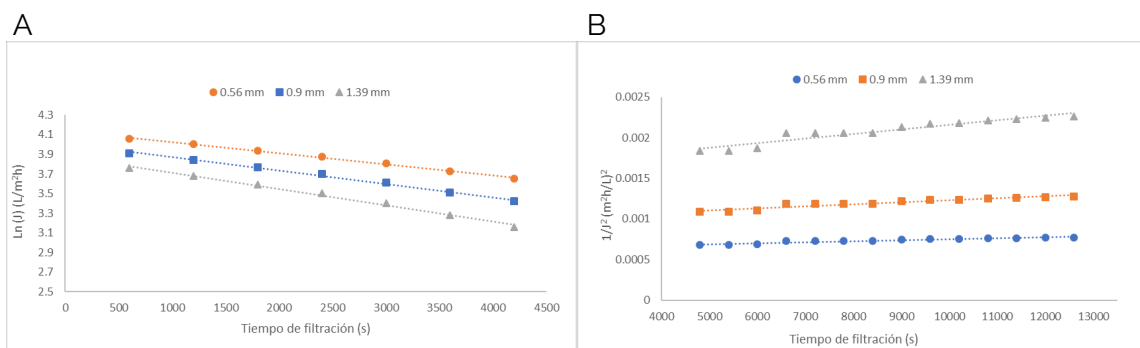 A
0.56 mm 0.9 mm 1.39 mm
4.3
4.1
3.9
3.7
3.5
3.3
3.1
2.9
2.7
2.5
Ln (J) (L/m²h)
0 500 1000 1500 2000 2500 3000 3500 4000 4500
Tiempo de filtración (s)
B
0.56 mm 0.9 mm 1.39 mm
0.0025
0.002
0.0015
0.001
0.0005
0
1/J² (m²h/L)²
4000 5000 6000 7000 8000 9000 10000 11000 12000 13000
Tiempo de filtración (s)